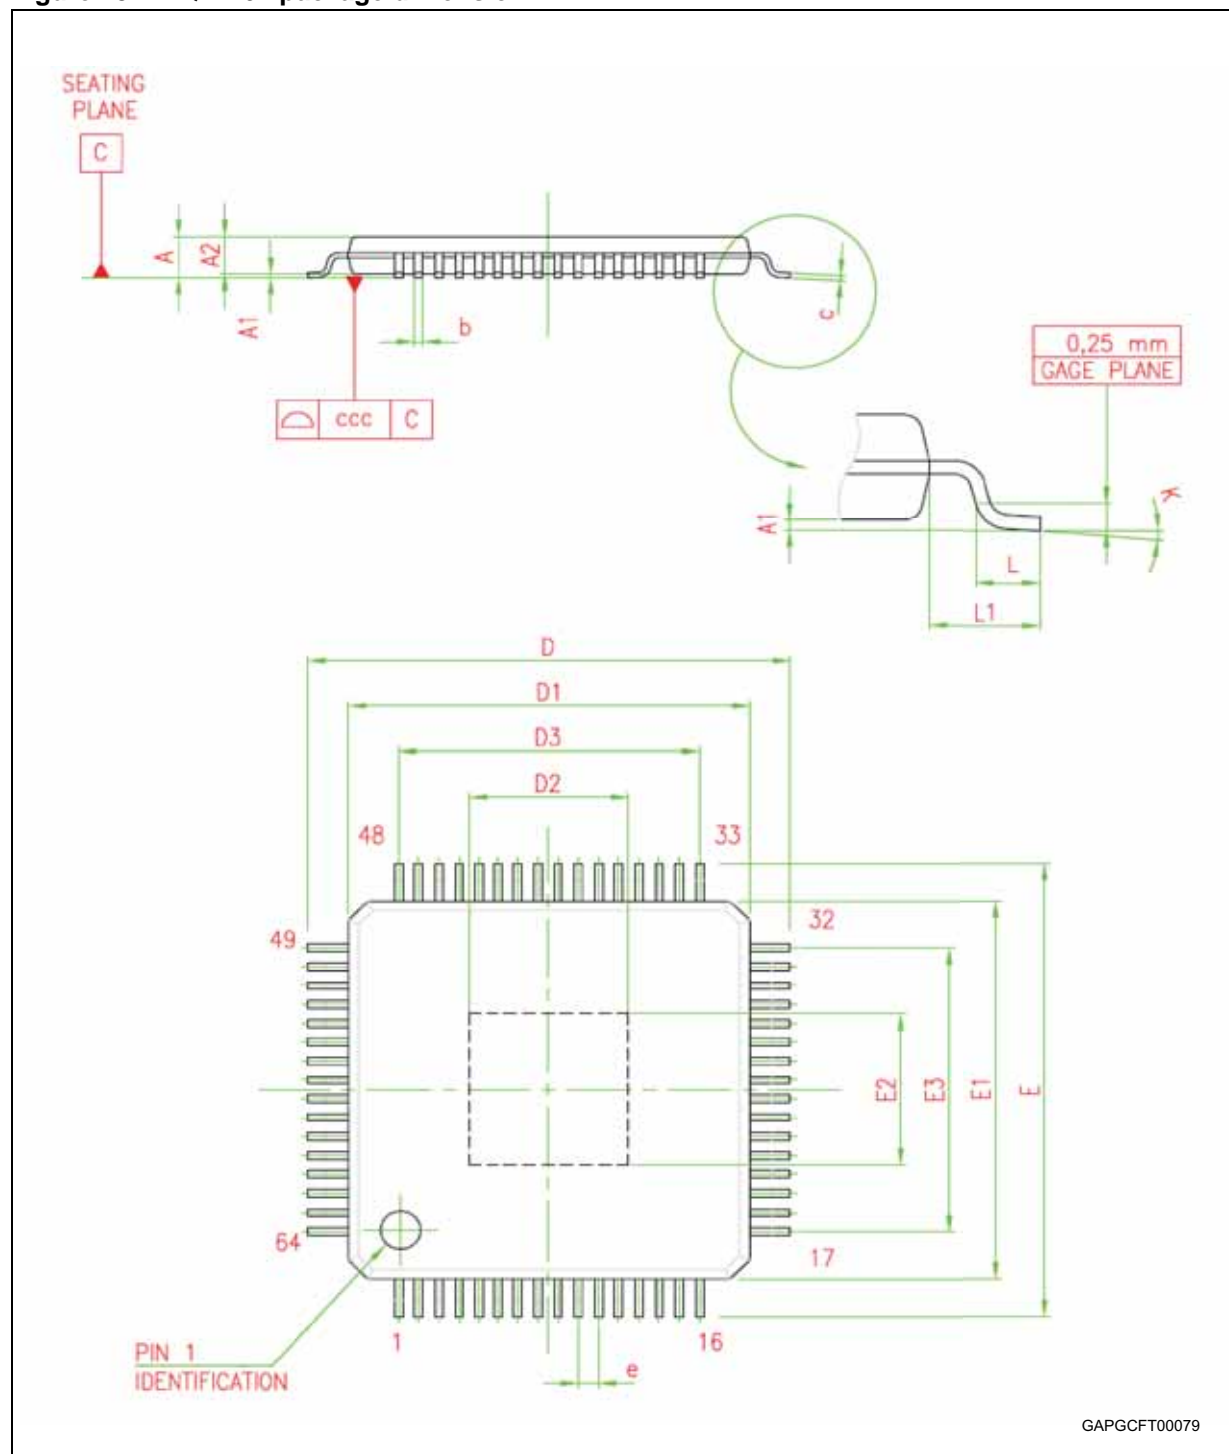 SEATING
PLANE
C
A
A2
A1
b
c
ccc
C
0,25 mm
GAGE PLANE
A1
K
L
L1
D
D1
D3
D2
48
33
49
32
E2
E3
E1
E
64
17
1
16
PIN 1
IDENTIFICATION
e
GAPGCFT00079